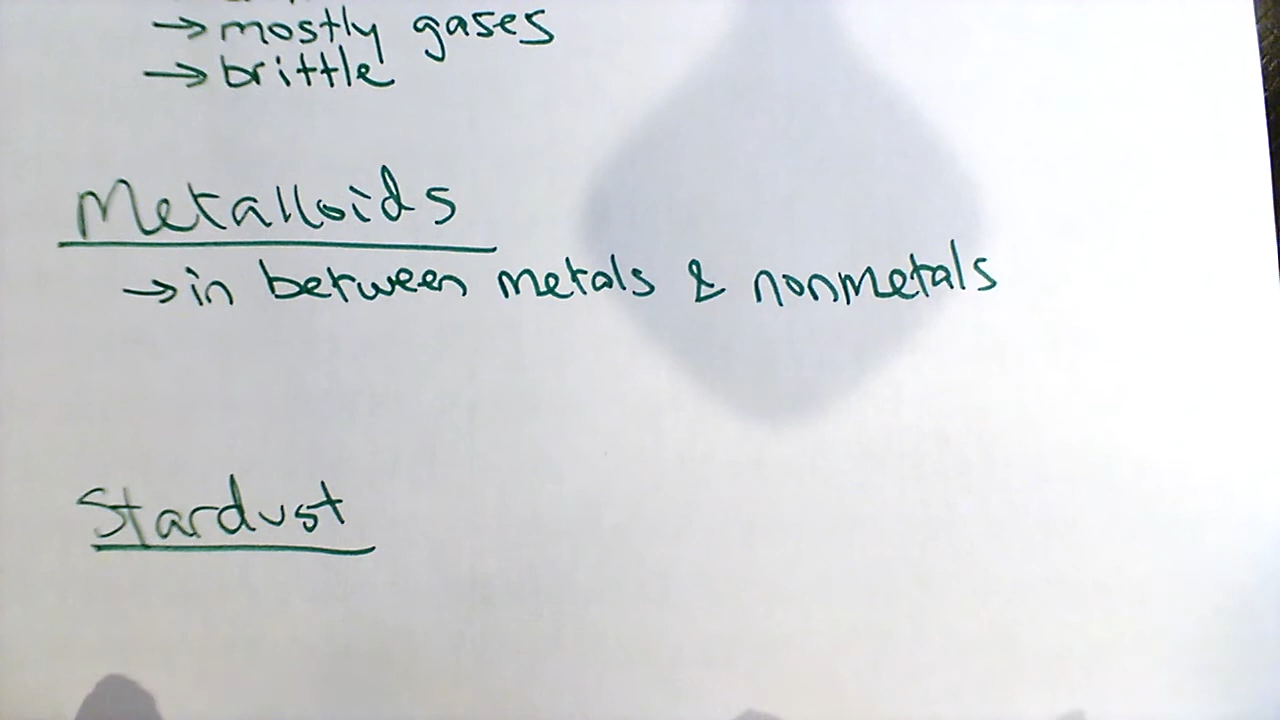 → mostly gases
→ brittle
Metalloids
→ in between metals & nonmetals
Stardust